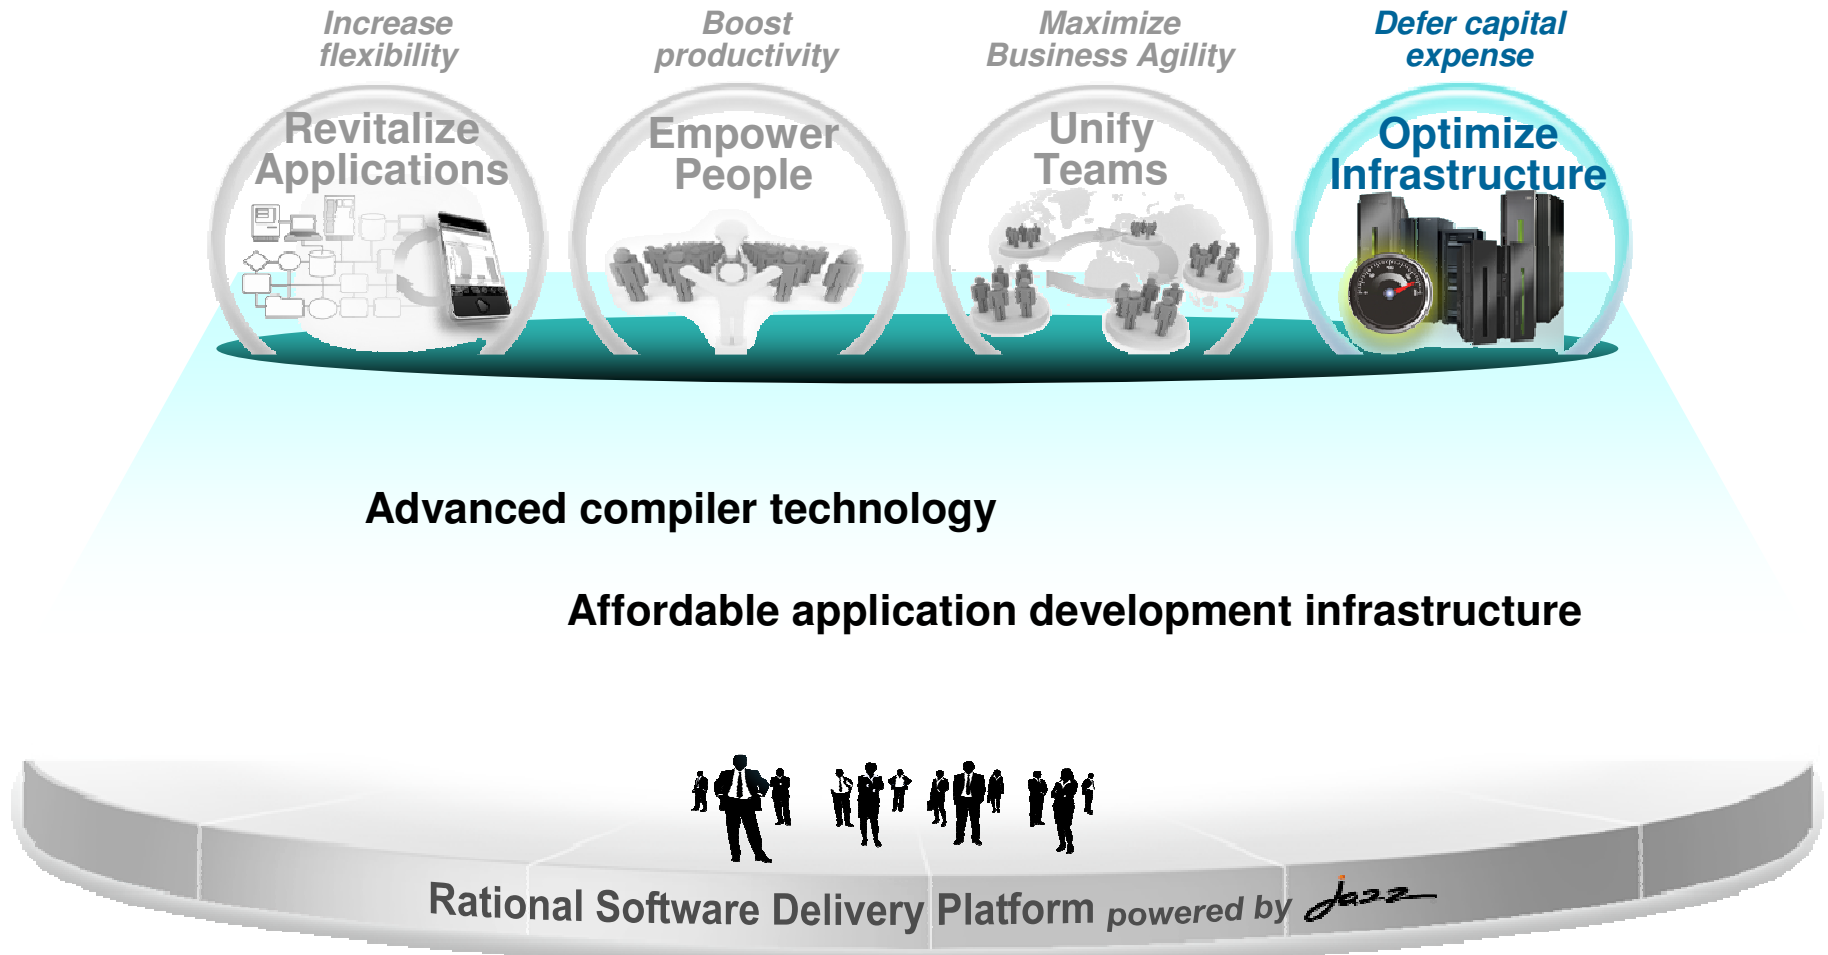 Increase
flexibility
Boost
productivity
Maximize
Business Agility
Defer capital
expense
Revitalize
Applications
Empower
People
Unify
Teams
Optimize
Infrastructure
Advanced compiler technology
Affordable application development infrastructure
Rational Software Delivery Platform powered by Jazz